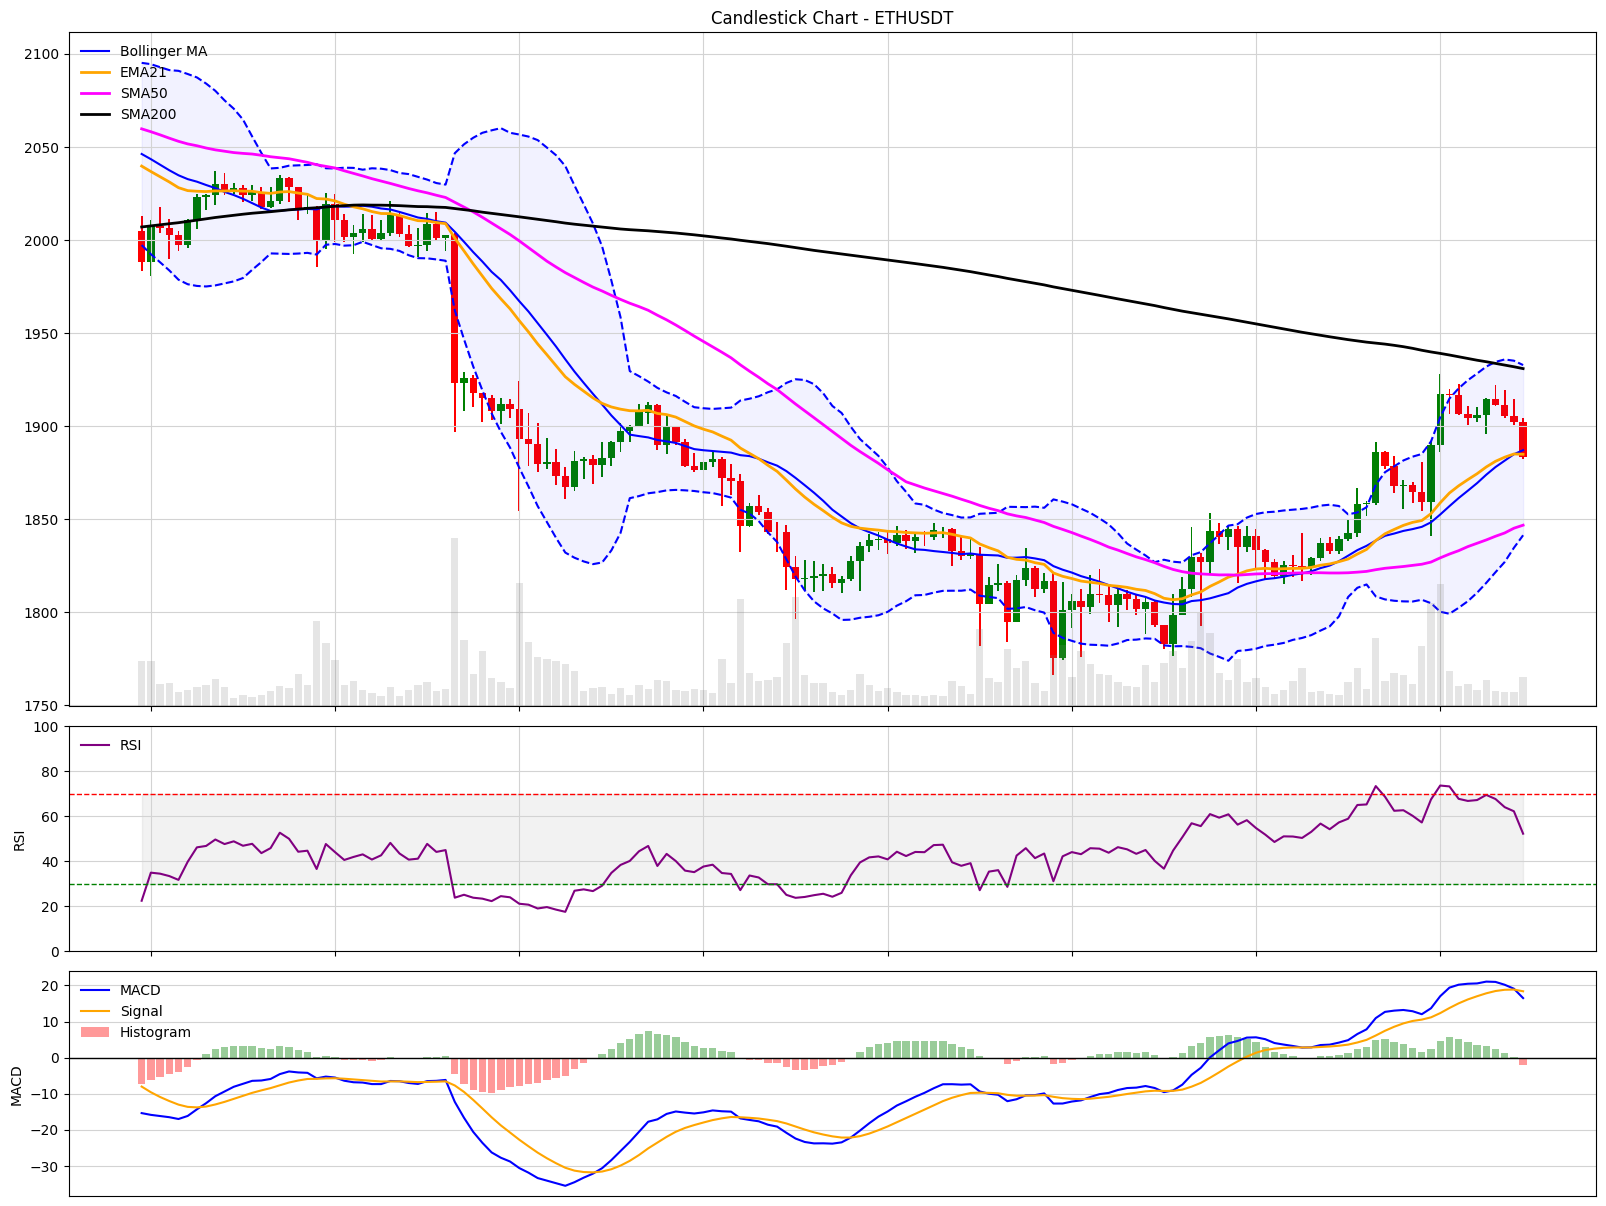 Candlestick Chart - ETHUSDT
Bollinger MA
EMA21
SMA50
SMA200
2100
2050
2000
1950
1900
1850
1800
1750
RSI
RSI
100
80
60
40
20
0
MACD
Signal
Histogram
MACD
20
10
0
−10
−20
−30